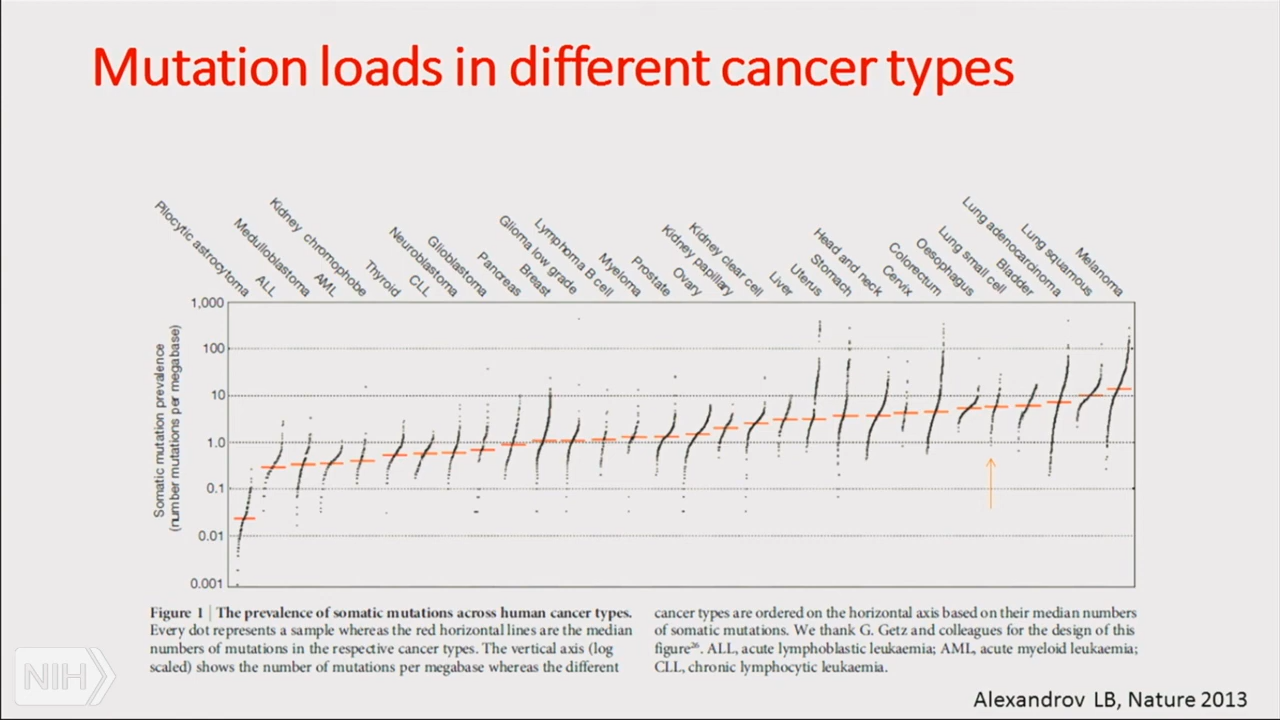 Mutation loads in different cancer types
Pilocytic astrocytoma
ALL
Medulloblastoma
AML
Kidney chromophobe
Thyroid
CLL
Neuroblastoma
Glioblastoma
Pancreas
Breast
Glioma low grade
Lymphoma B cell
Myeloma
Prostate
Ovary
Kidney papillary
Kidney clear cell
Liver
Uterus
Stomach
Head and neck
Cervix
Colorectum
Oesophagus
Lung small cell
Bladder
Lung adenocarcinoma
Lung squamous
Melanoma
Somatic mutation prevalence
(number mutations per megabase)
1,000
100
10
1.0
0.1
0.01
0.001
Figure 1 | The prevalence of somatic mutations across human cancer types.
Every dot represents a sample whereas the red horizontal lines are the median
numbers of mutations in the respective cancer types. The vertical axis (log
scaled) shows the number of mutations per megabase whereas the different
cancer types are ordered on the horizontal axis based on their median numbers
of somatic mutations. We thank G. Getz and colleagues for the design of this
figure26. ALL, acute lymphoblastic leukaemia; AML, acute myeloid leukaemia;
CLL, chronic lymphocytic leukaemia.
NIH
Alexandrov LB, Nature 2013